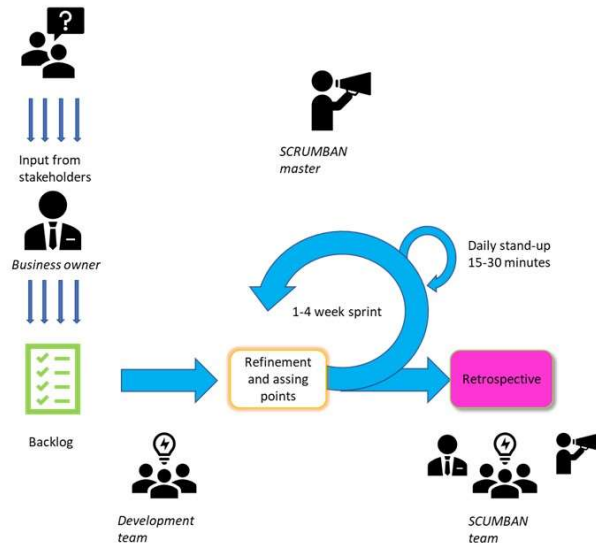 ?
Input from
stakeholders
Business owner
Backlog
SCRUMBAN
master
Daily stand-up
15-30 minutes
1-4 week sprint
Refinement
and assing
points
Retrospective
Development
team
SCUMBAN
team